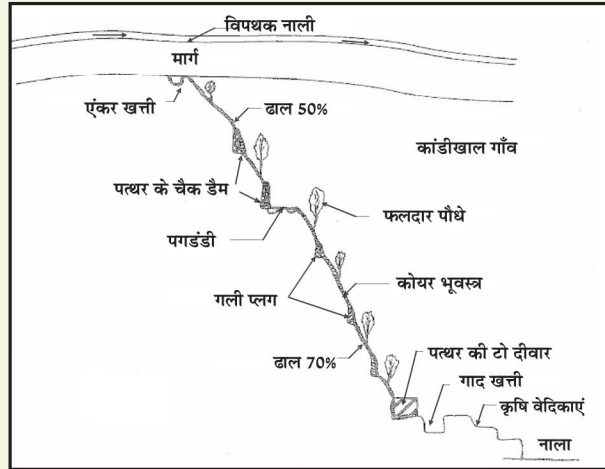 विपथक नाली
मार्ग
एंकर खत्ती
ढाल 50%
कांडीखाल गाँव
पत्थर के चैक डैम
फलदार पौधे
पगडंडी
कोयर भूवस्त्र
गली प्लग
ढाल 70%
पत्थर की टो दीवार
गाद खत्ती
कृषि वेदिकाएं
नाला